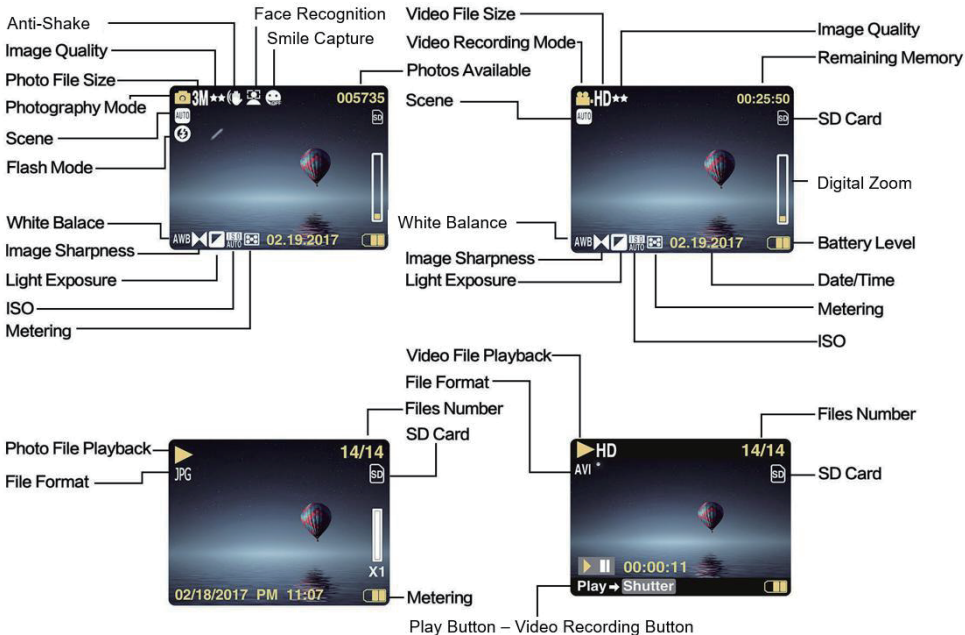 Anti-Shake
Image Quality
Photo File Size
Photography Mode
Scene
Flash Mode
White Balace
Image Sharpness
Light Exposure
ISO
Metering
Face Recognition
Smile Capture
Photos Available
3M
005735
AUTO
SD
OFF
AWB
ISO
AUTO
02.19.2017
Video File Size
Video Recording Mode
Scene
White Balance
Image Sharpness
Light Exposure
HD
00:25:50
AUTO
SD
AWB
ISO
AUTO
02.19.2017
Image Quality
Remaining Memory
SD Card
Digital Zoom
Battery Level
Date/Time
Metering
ISO
Photo File Playback
File Format
14/14
JPG
SD
X1
02/18/2017 PM 11:07
Files Number
SD Card
Metering
Video File Playback
File Format
HD
14/14
AVI
SD
00:00:11
Play → Shutter
Files Number
SD Card
Play Button – Video Recording Button